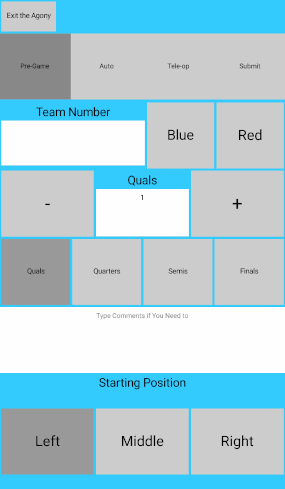 Exit the Agony
Pre-Game Auto Tele-op Submit
Team Number
Blue Red
Quals
- 1 +
Quals Quarters Semis Finals
Type Comments if You Need to
Starting Position
Left Middle Right